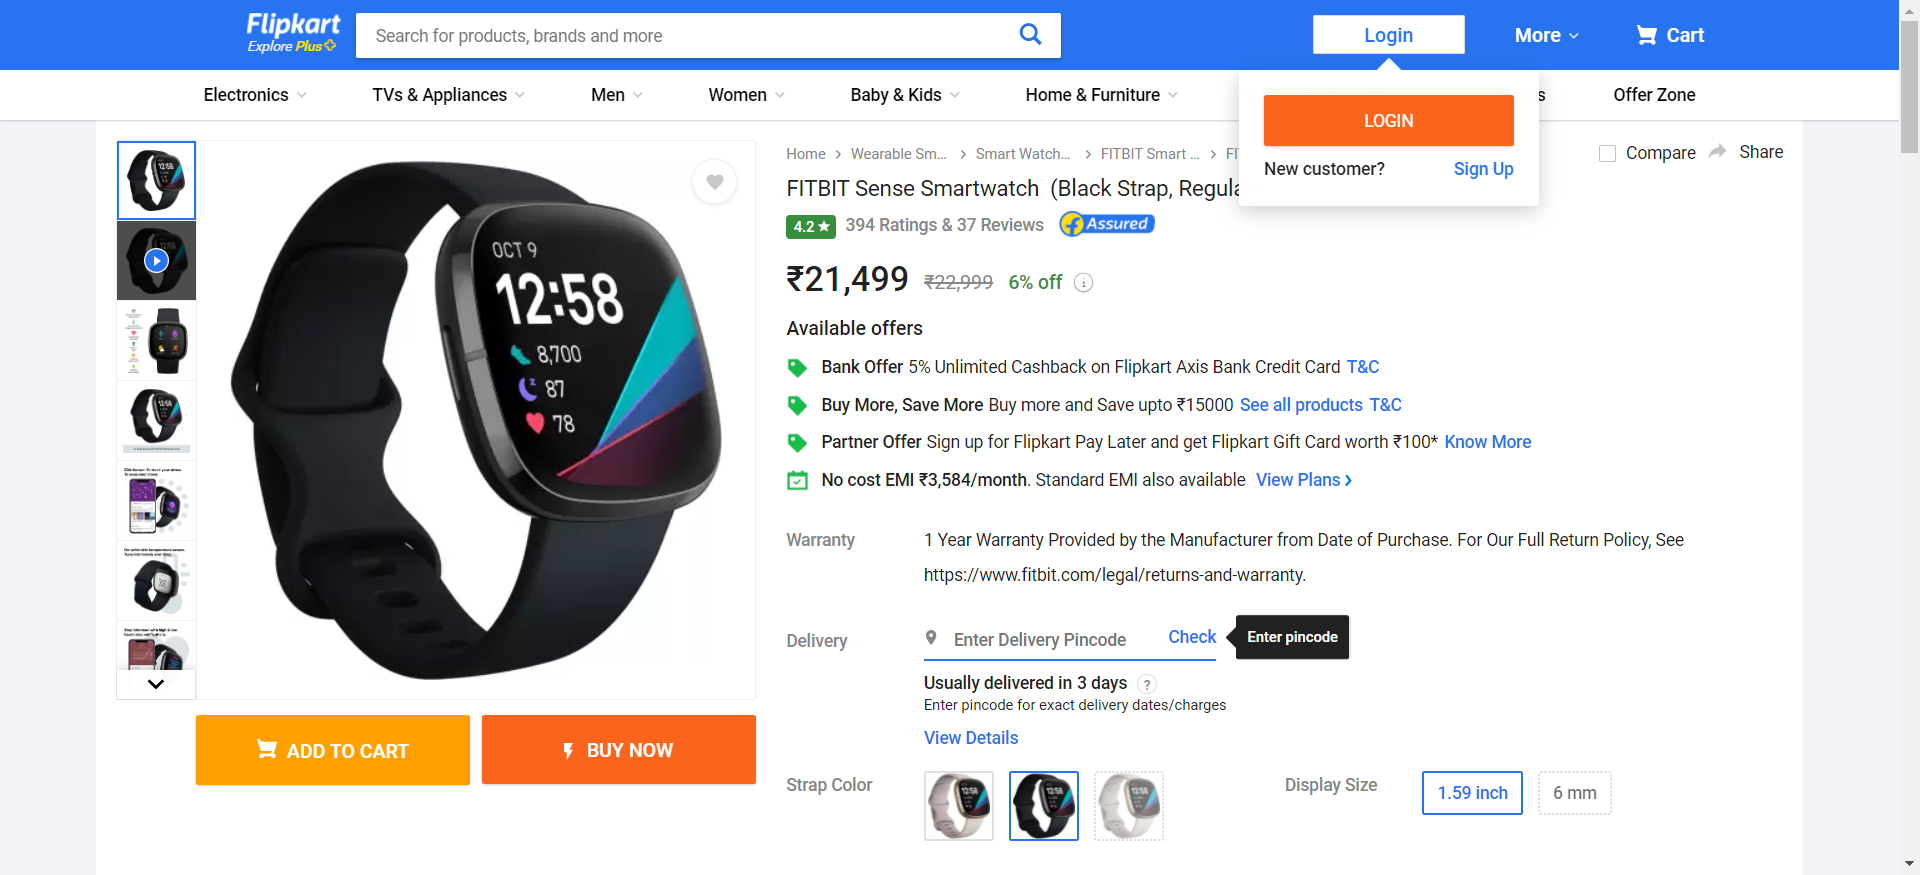 Flipkart
Explore Plus
Search for products, brands and more
Login
More
Cart
Electronics
TVs & Appliances
Men
Women
Baby & Kids
Home & Furniture
s
Offer Zone
LOGIN
New customer?
Sign Up
Home
Wearable Sm...
Smart Watch...
FITBIT Smart ...
FI
Compare
Share
FITBIT Sense Smartwatch (Black Strap, Regula
4.2 ★
394 Ratings & 37 Reviews
Assured
₹21,499
₹22,999
6% off
Available offers
Bank Offer 5% Unlimited Cashback on Flipkart Axis Bank Credit Card T&C
Buy More, Save More Buy more and Save upto ₹15000 See all products T&C
Partner Offer Sign up for Flipkart Pay Later and get Flipkart Gift Card worth ₹100* Know More
No cost EMI ₹3,584/month. Standard EMI also available View Plans
OCT 9
12:58
8,700
87
78
Warranty
1 Year Warranty Provided by the Manufacturer from Date of Purchase. For Our Full Return Policy, See
https://www.fitbit.com/legal/returns-and-warranty.
Delivery
Enter Delivery Pincode
Check
Enter pincode
Usually delivered in 3 days ?
Enter pincode for exact delivery dates/charges
View Details
ADD TO CART
BUY NOW
Strap Color
12:58
12:58
12:58
Display Size
1.59 inch
6 mm